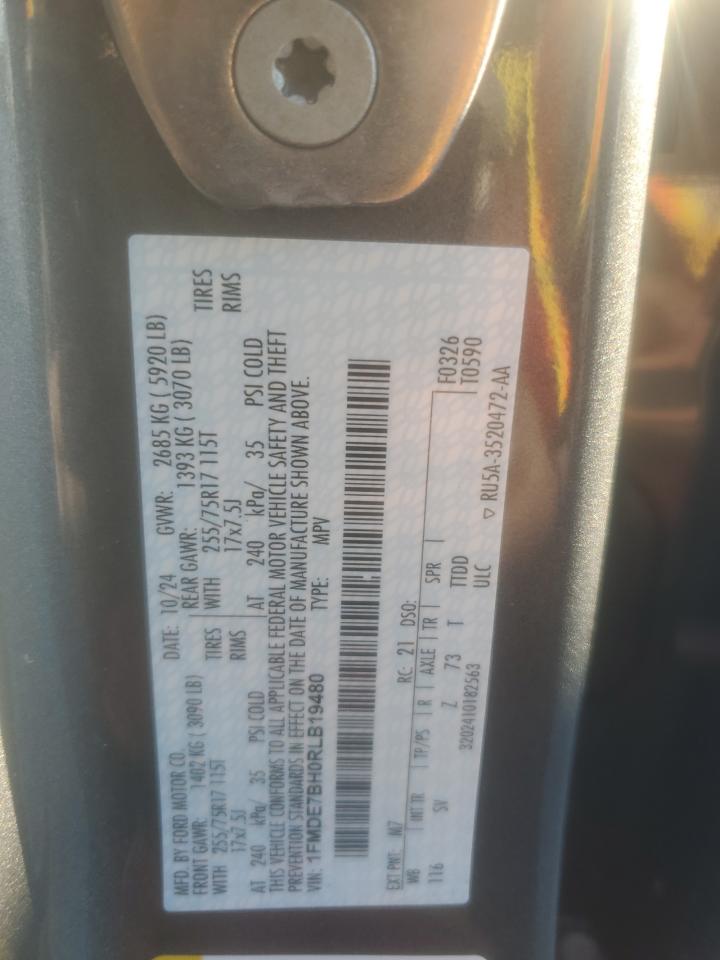 MFD. BY FORD MOTOR CO. DATE: 10/24 GVWR: 2685 KG ( 5920 LB)
FRONT GAWR: 1402 KG ( 3090 LB) REAR GAWR: 1393 KG ( 3070 LB)
WITH 255/75R17 115T TIRES WITH 255/75R17 115T TIRES
17x7.5J RIMS 17x7.5J RIMS
AT 240 kPa/ 35 PSI COLD AT 240 kPa/ 35 PSI COLD
THIS VEHICLE CONFORMS TO ALL APPLICABLE FEDERAL MOTOR VEHICLE SAFETY AND THEFT
PREVENTION STANDARDS IN EFFECT ON THE DATE OF MANUFACTURE SHOWN ABOVE.
VIN: 1FMDE7BH0RLB19480 TYPE: MPV
EXT PNT: M7 RC: 21 DSO: F0326
WB INT TR TP/PS R AXLE TR SPR T0590
116 SV Z 73 T TTDD
3202410182563 ULC
▽ RU5A-3520472-AA